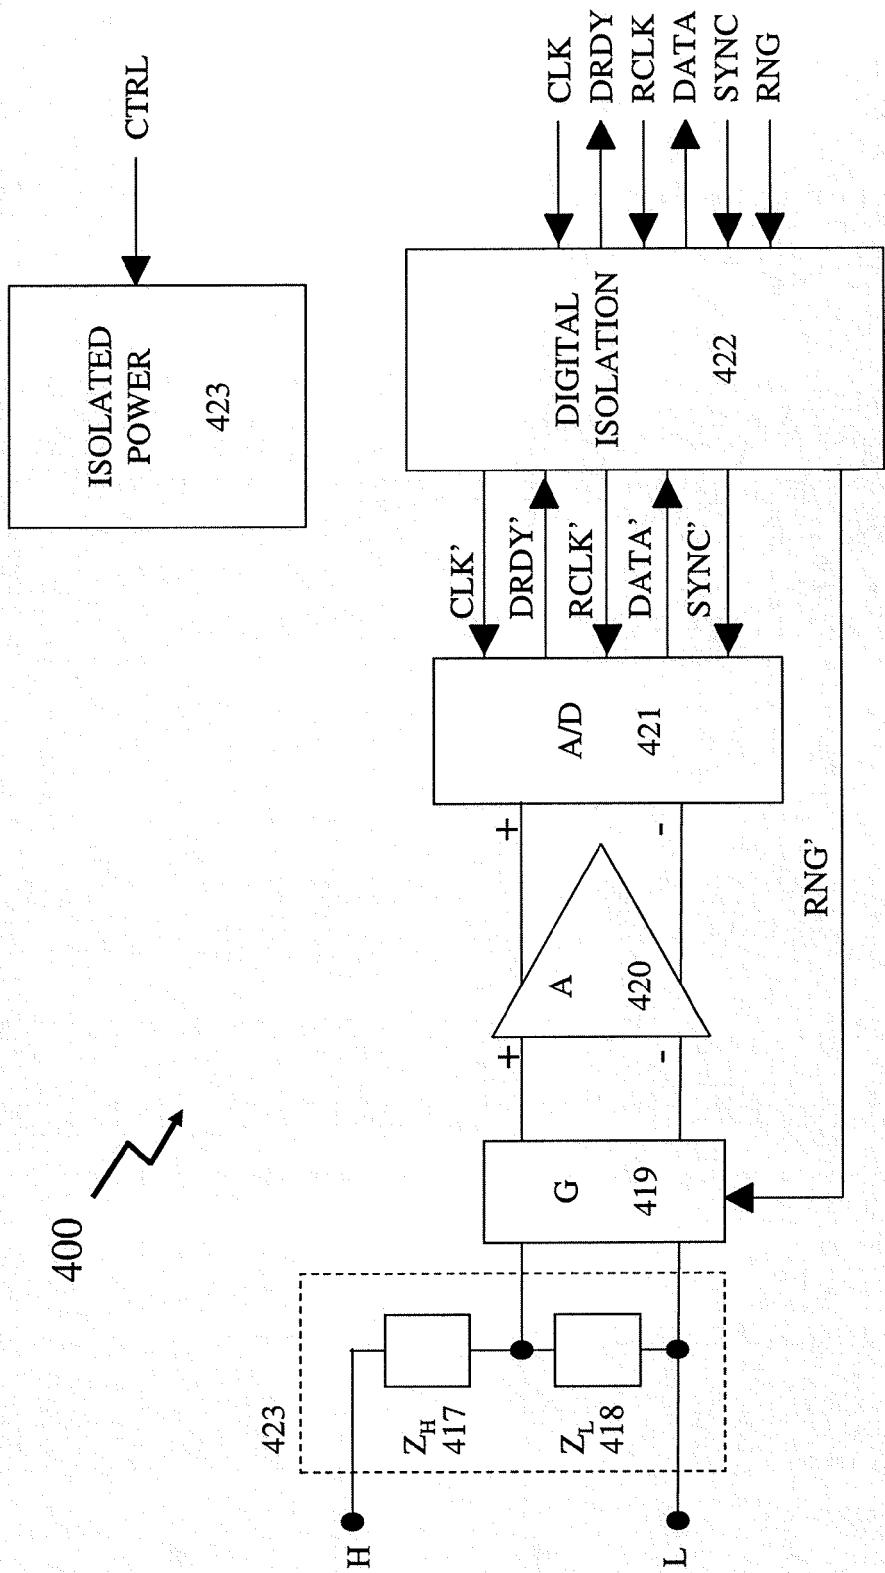 400
ISOLATED
POWER
423
CTRL
423
H
Z_H
417
Z_L
418
L
G
419
+
-
A
420
+
-
A/D
421
CLK'
DRDY'
RCLK'
DATA'
SYNC'
RNG'
DIGITAL
ISOLATION
422
CLK
DRDY
RCLK
DATA
SYNC
RNG